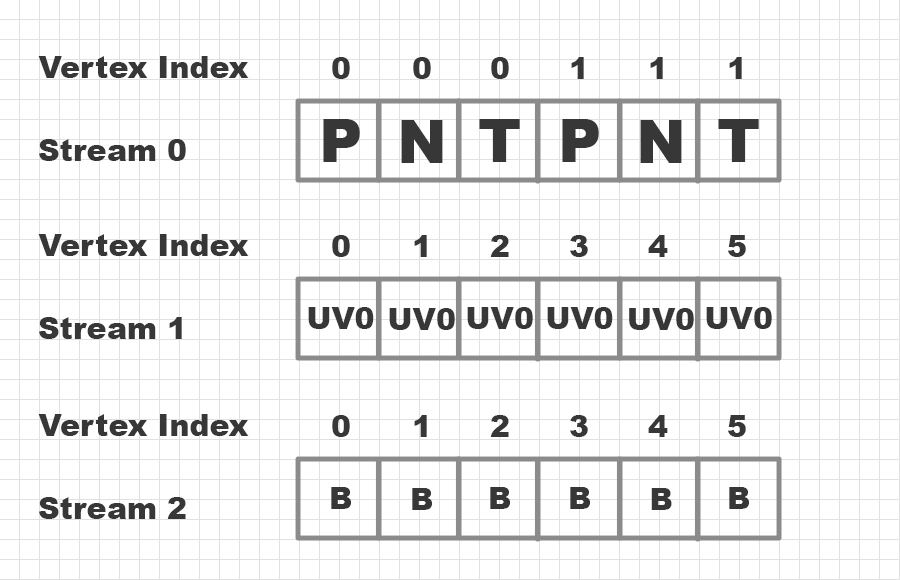 Vertex Index 0 0 0 1 1 1
Stream 0 P N T P N T
Vertex Index 0 1 2 3 4 5
Stream 1 UV0 UV0 UV0 UV0 UV0 UV0
Vertex Index 0 1 2 3 4 5
Stream 2 B B B B B B